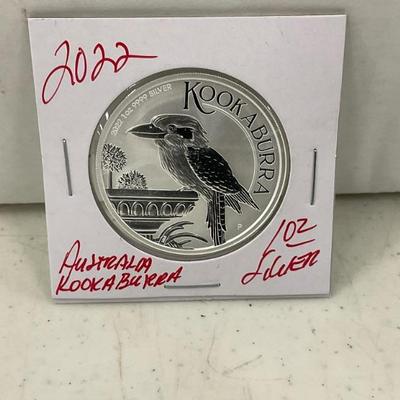 2022
2022 1oz 9999 SILVER
KOOKABURRA
P
AUSTRALIA
KOOKABURRA
1OZ
SILVER